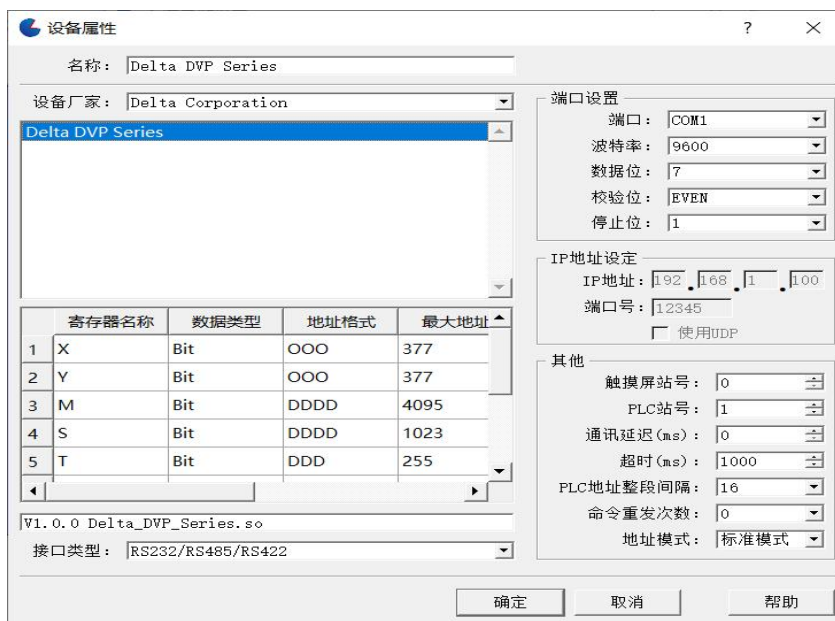 设备属性
?
名称： Delta DVP Series
设备厂家： Delta Corporation
Delta DVP Series
寄存器名称 数据类型 地址格式 最大地址
1 X Bit OOO 377
2 Y Bit OOO 377
3 M Bit DDDD 4095
4 S Bit DDDD 1023
5 T Bit DDD 255
V1.0.0 Delta_DVP_Series.so
接口类型： RS232/RS485/RS422
端口设置
端口： COM1
波特率： 9600
数据位： 7
校验位： EVEN
停止位： 1
IP地址设定
IP地址： 192 . 168 . 1 . 100
端口号： 12345
使用UDP
其他
触摸屏站号： 0
PLC站号： 1
通讯延迟(ms)： 0
超时(ms)： 1000
PLC地址整段间隔： 16
命令重发次数： 0
地址模式： 标准模式
确定 取消 帮助